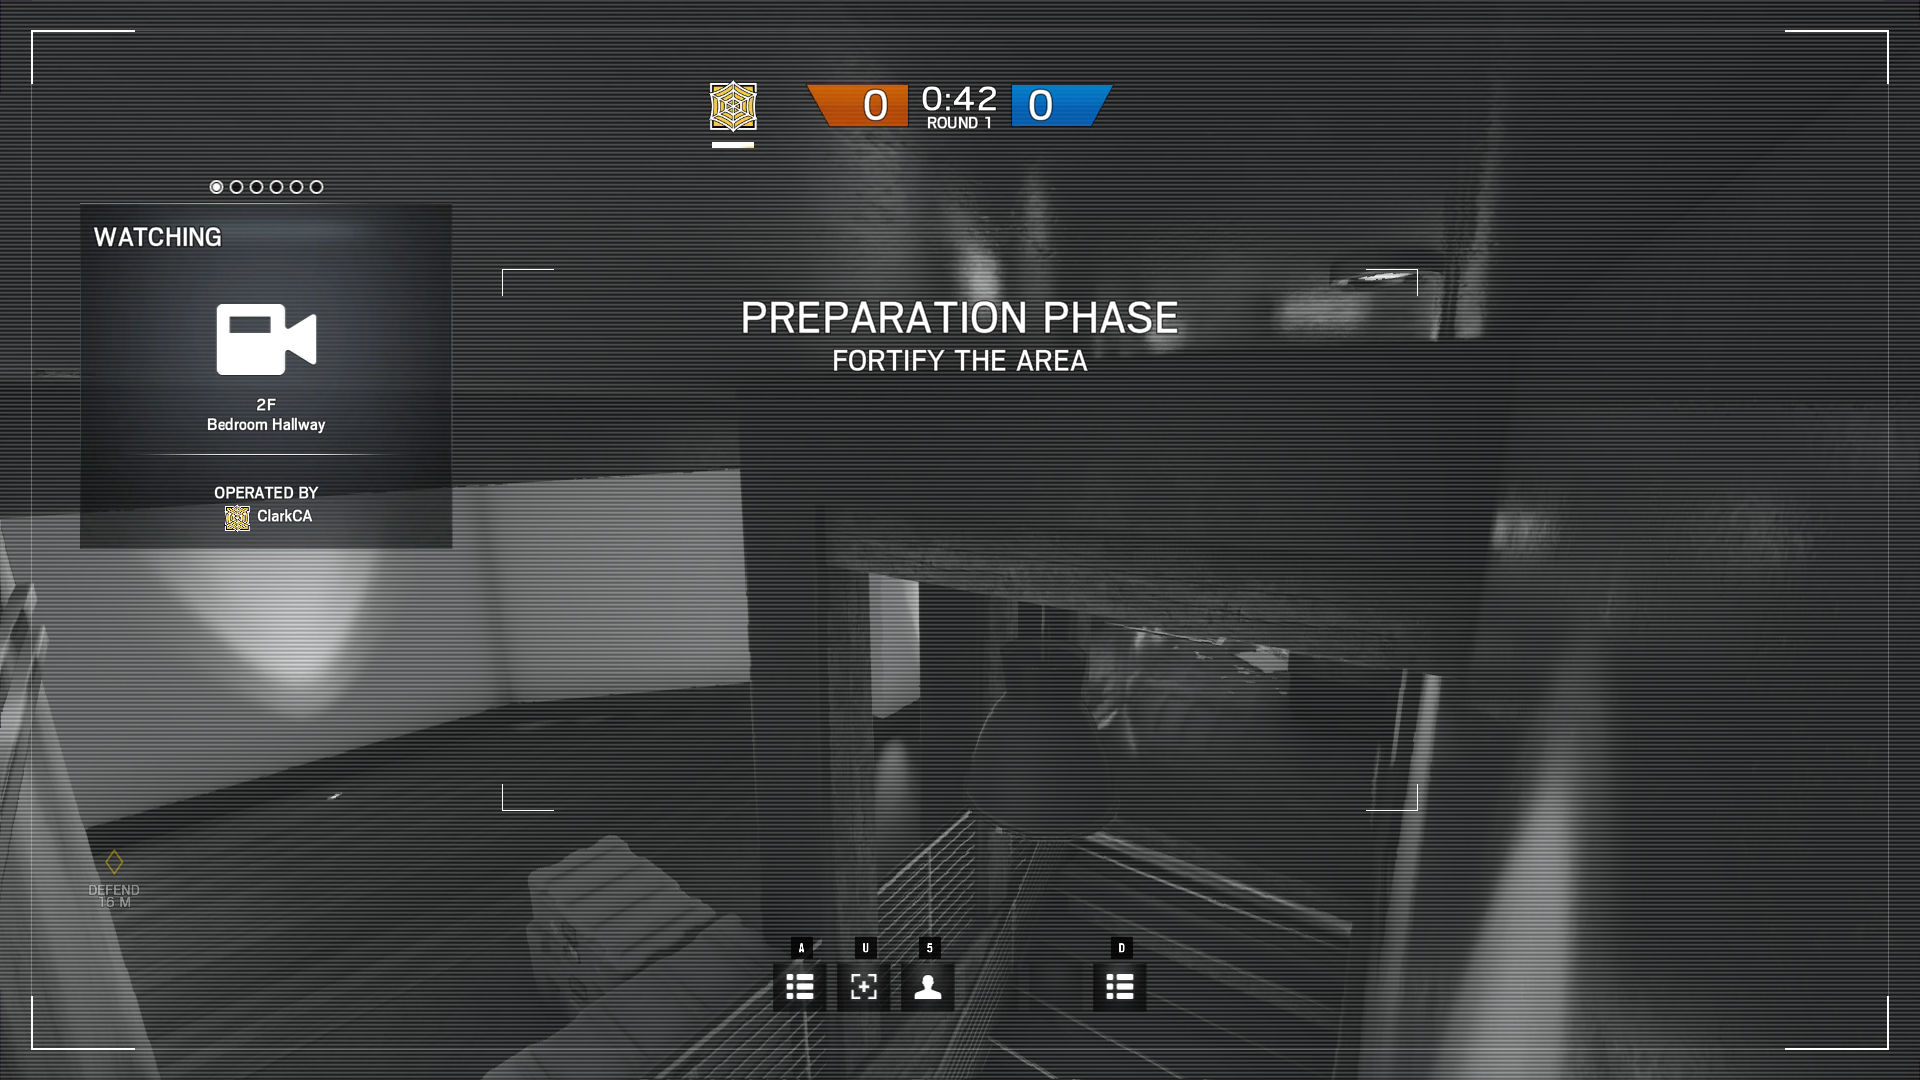 0
0:42
0
ROUND 1
WATCHING
PREPARATION PHASE
FORTIFY THE AREA
2F
Bedroom Hallway
OPERATED BY
ClarkCA
DEFEND
16 M
A
U
5
D